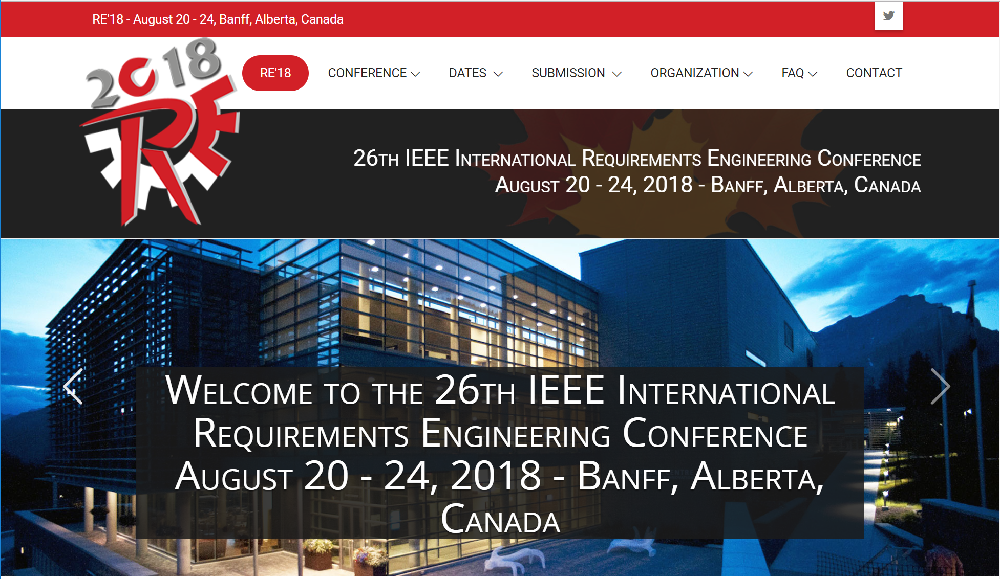 RE'18 - August 20 - 24, Banff, Alberta, Canada
2018
RE
RE'18
CONFERENCE
DATES
SUBMISSION
ORGANIZATION
FAQ
CONTACT
26TH IEEE INTERNATIONAL REQUIREMENTS ENGINEERING CONFERENCE
AUGUST 20 - 24, 2018 - BANFF, ALBERTA, CANADA
WELCOME TO THE 26TH IEEE INTERNATIONAL
REQUIREMENTS ENGINEERING CONFERENCE
AUGUST 20 - 24, 2018 - BANFF, ALBERTA,
CANADA